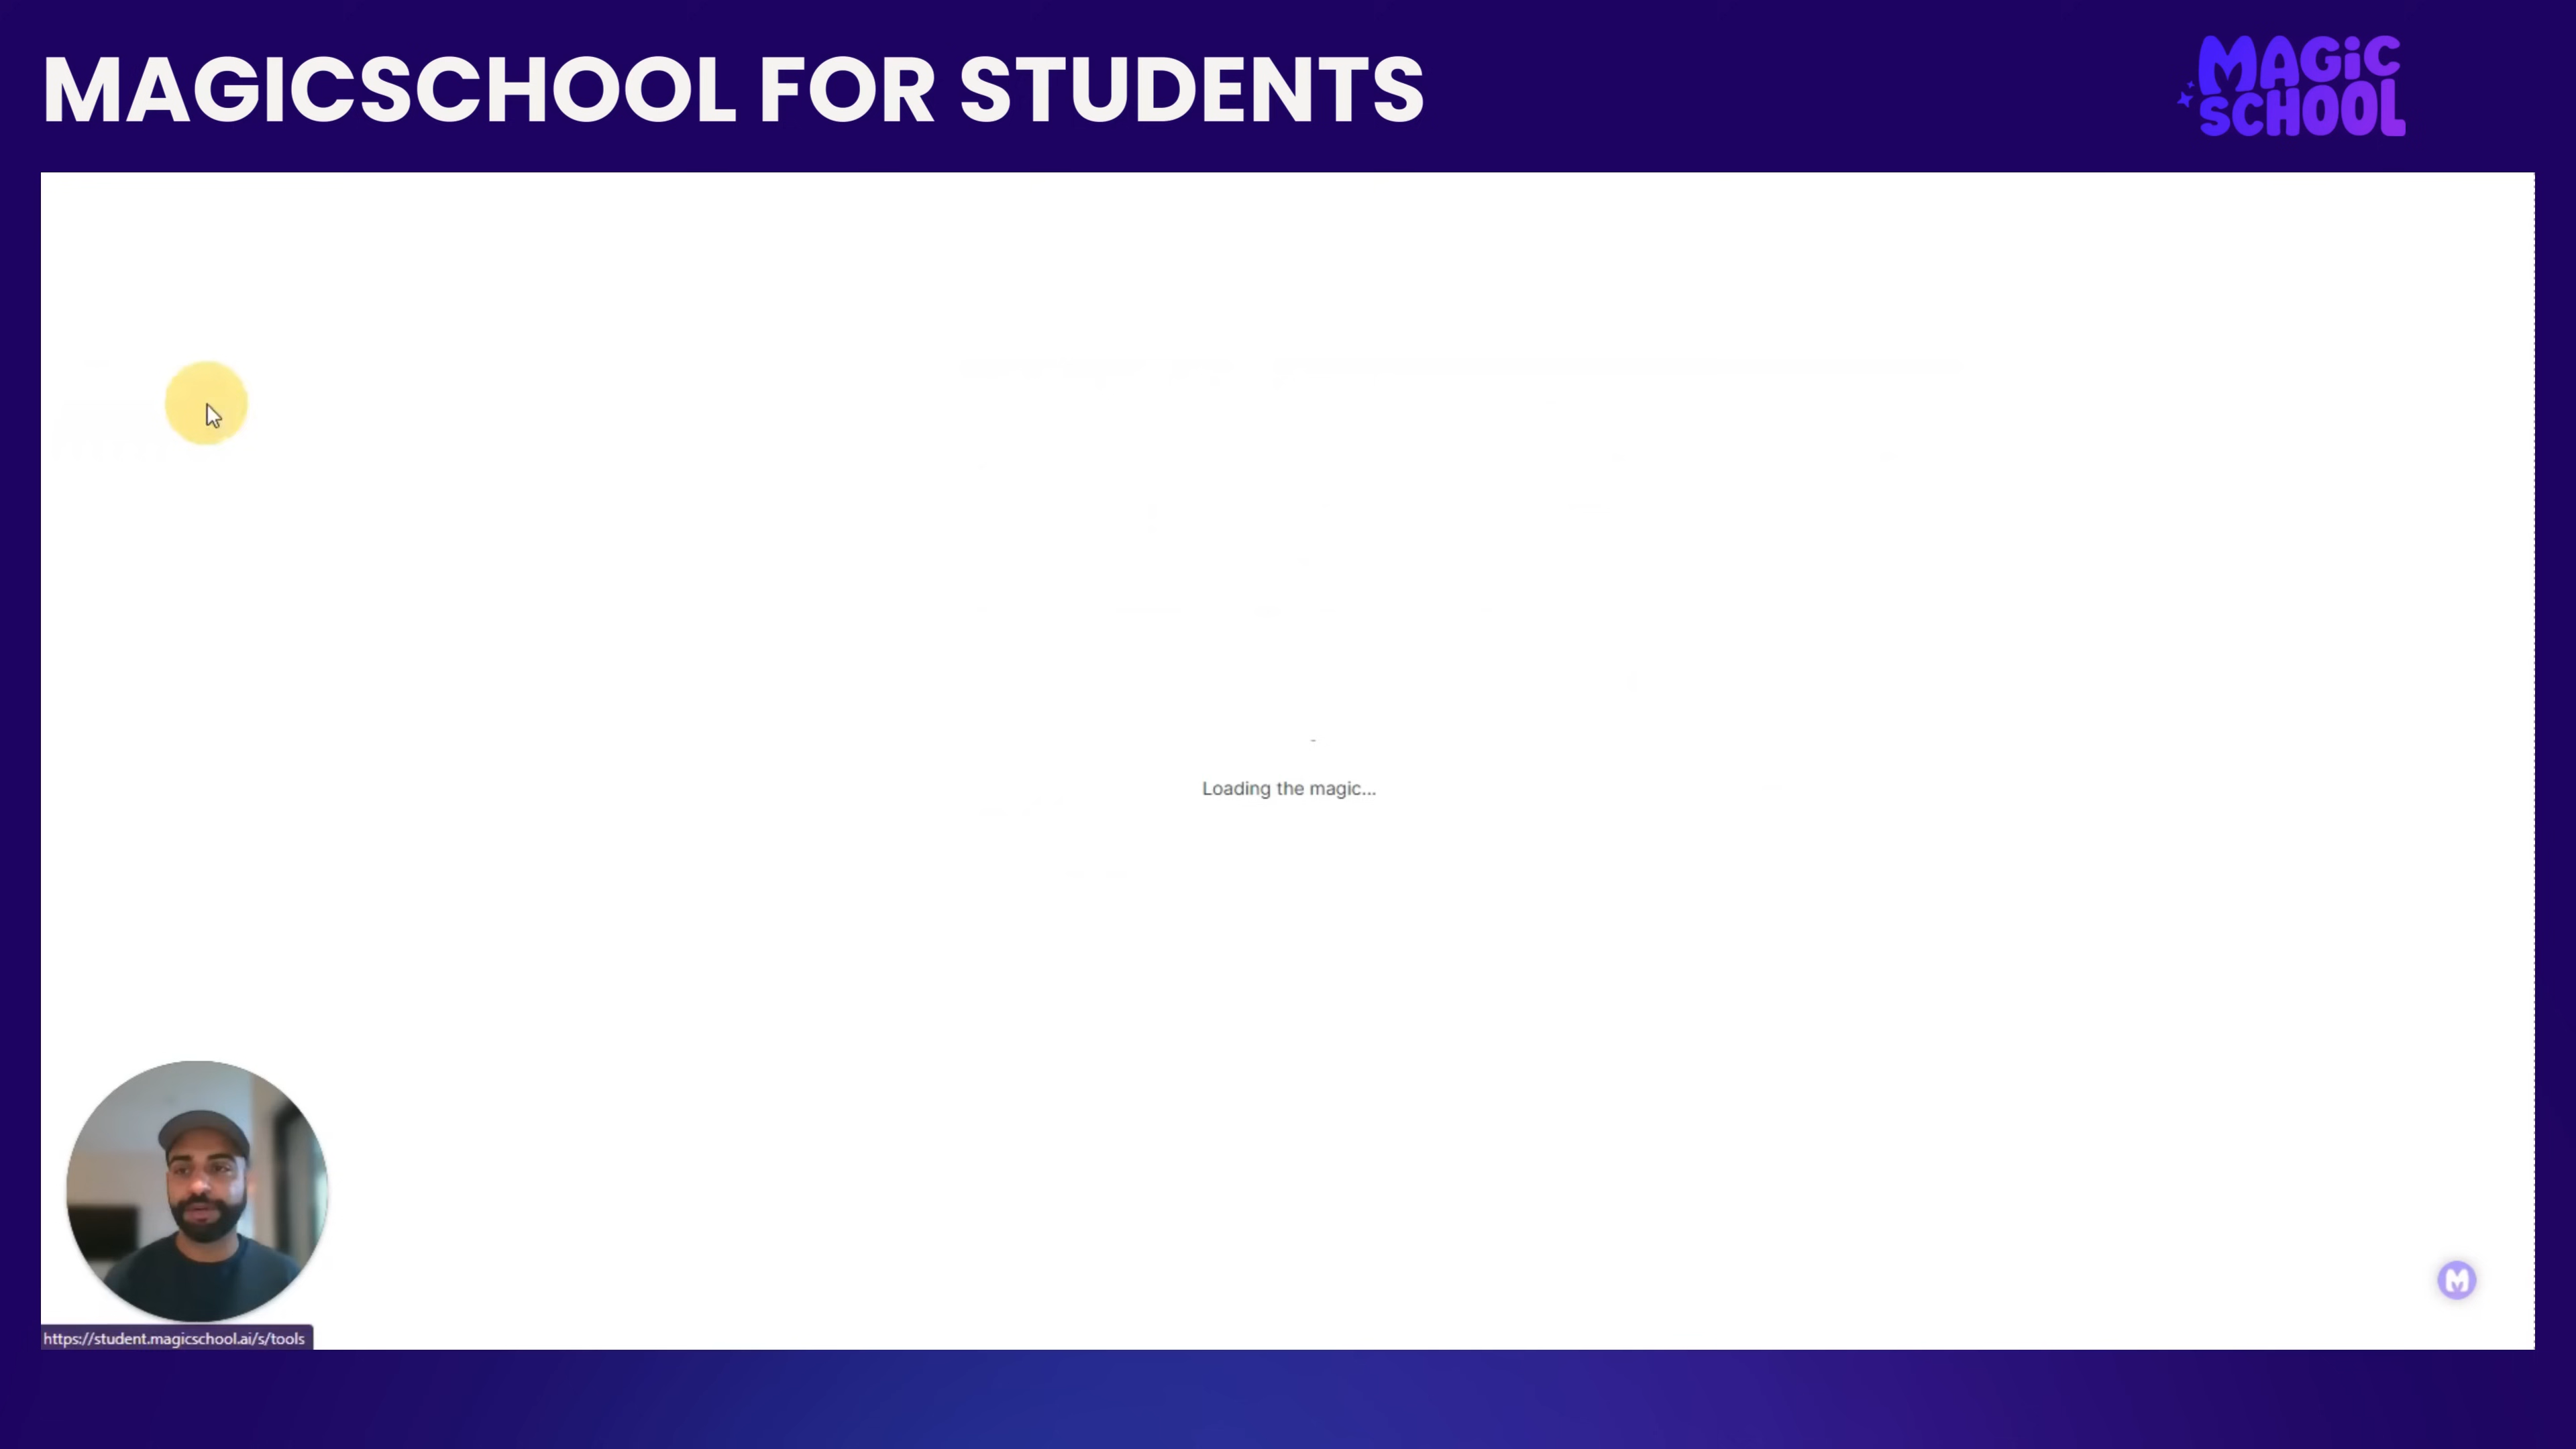 MAGICSCHOOL FOR STUDENTS
MAGiC
SCHOOL
Loading the magic...
M
https://student.magicschool.ai/s/tools